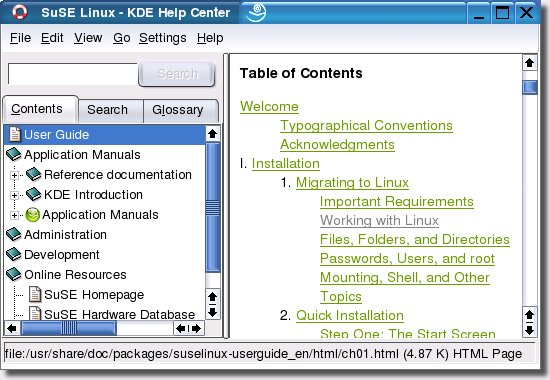 SuSE Linux - KDE Help Center
File Edit View Go Settings Help
Search
Contents Search Glossary
User Guide
Application Manuals
Reference documentation
KDE Introduction
Application Manuals
Administration
Development
Online Resources
SuSE Homepage
SuSE Hardware Database
Table of Contents
Welcome
Typographical Conventions
Acknowledgments
I. Installation
1. Migrating to Linux
Important Requirements
Working with Linux
Files, Folders, and Directories
Passwords, Users, and root
Mounting, Shell, and Other
Topics
2. Quick Installation
Step One: The Start Screen
file:/usr/share/doc/packages/suselinux-userguide_en/html/ch01.html (4.87 K) HTML Page